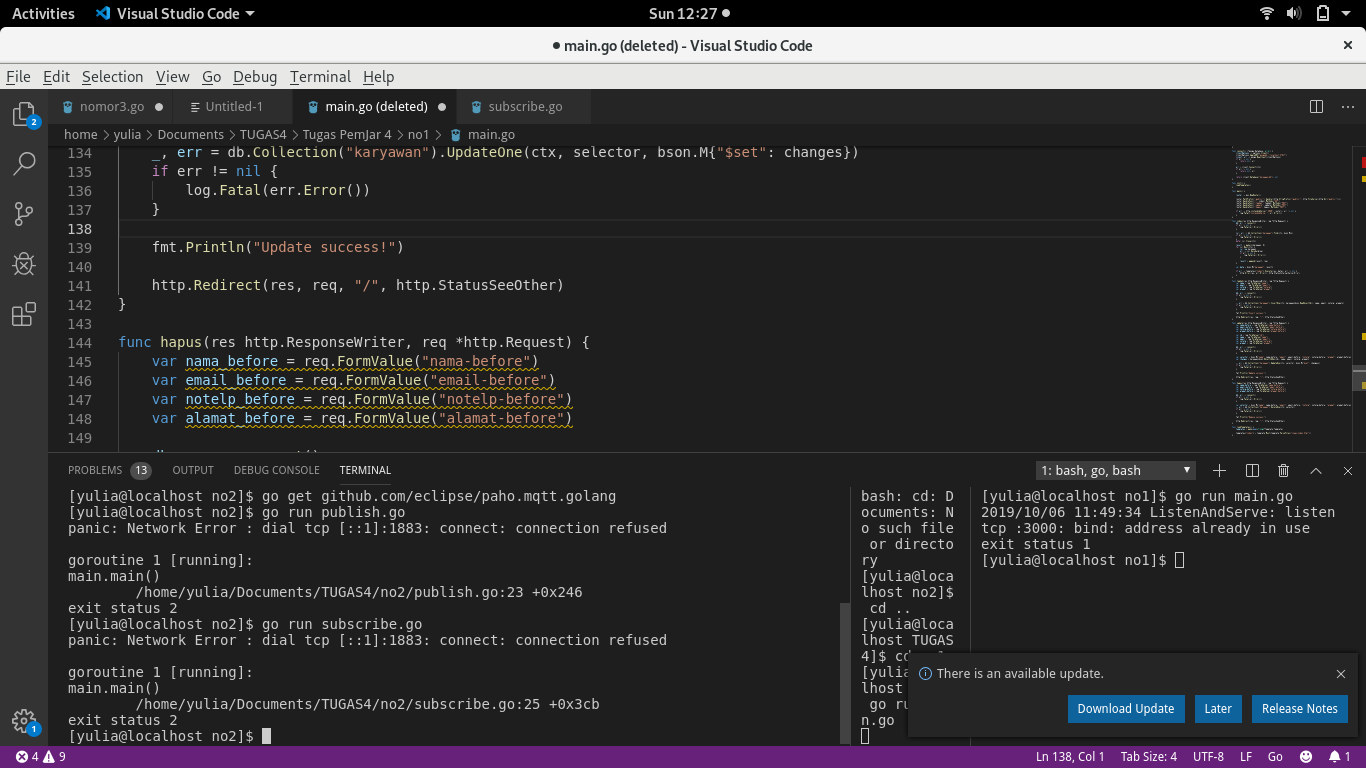 Activities Visual Studio Code Sun 12:27
main.go (deleted) - Visual Studio Code
File Edit Selection View Go Debug Terminal Help
nomor3.go Untitled-1 main.go (deleted) subscribe.go
home > yulia > Documents > TUGAS4 > Tugas PemJar 4 > no1 > main.go
134 _, err = db.Collection("karyawan").UpdateOne(ctx, selector, bson.M{"$set": changes})
135 if err != nil {
136 log.Fatal(err.Error())
137 }
138
139 fmt.Println("Update success!")
140
141 http.Redirect(res, req, "/", http.StatusSeeOther)
142 }
143
144 func hapus(res http.ResponseWriter, req *http.Request) {
145 var nama_before = req.FormValue("nama-before")
146 var email_before = req.FormValue("email-before")
147 var notelp_before = req.FormValue("notelp-before")
148 var alamat_before = req.FormValue("alamat-before")
149
2
1
PROBLEMS 13 OUTPUT DEBUG CONSOLE TERMINAL 1: bash, go, bash
[yulia@localhost no2]$ go get github.com/eclipse/paho.mqtt.golang
[yulia@localhost no2]$ go run publish.go
panic: Network Error : dial tcp [::1]:1883: connect: connection refused
goroutine 1 [running]:
main.main()
/home/yulia/Documents/TUGAS4/no2/publish.go:23 +0x246
exit status 2
[yulia@localhost no2]$ go run subscribe.go
panic: Network Error : dial tcp [::1]:1883: connect: connection refused
goroutine 1 [running]:
main.main()
/home/yulia/Documents/TUGAS4/no2/subscribe.go:25 +0x3cb
exit status 2
[yulia@localhost no2]$
bash: cd: D
ocuments: N
o such file
or directo
ry
[yulia@loca
lhost no2]$
cd ..
[yulia@loca
lhost TUGAS
4]$ cd
[yulia
lhost
go ru
n.go
[yulia@localhost no1]$ go run main.go
2019/10/06 11:49:34 ListenAndServe: listen
tcp :3000: bind: address already in use
exit status 1
[yulia@localhost no1]$
There is an available update.
Download Update Later Release Notes
4 9 Ln 138, Col 1 Tab Size: 4 UTF-8 LF Go 1